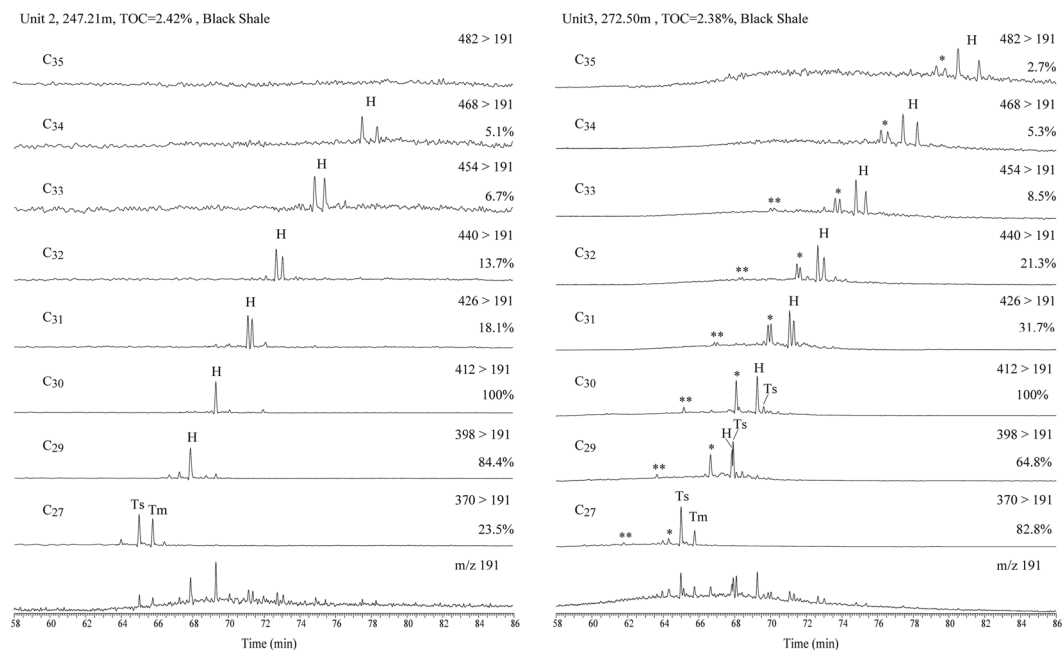 Unit 2, 247.21m, TOC=2.42% , Black Shale
C35
482 > 191
H
C34
468 > 191
5.1%
H
C33
454 > 191
6.7%
H
C32
440 > 191
13.7%
H
C31
426 > 191
18.1%
H
C30
412 > 191
100%
H
C29
398 > 191
84.4%
H
C27
370 > 191
23.5%
Ts Tm
m/z 191
58 60 62 64 66 68 70 72 74 76 78 80 82 84 86
Time (min)
Unit3, 272.50m , TOC=2.38%, Black Shale
C35
482 > 191
2.7%
* H
C34
468 > 191
5.3%
* H
C33
454 > 191
8.5%
** * H
C32
440 > 191
21.3%
** * H
C31
426 > 191
31.7%
** * H
C30
412 > 191
100%
** * H Ts
C29
398 > 191
64.8%
** * H Ts
C27
370 > 191
82.8%
** * Ts Tm
m/z 191
58 60 62 64 66 68 70 72 74 76 78 80 82 84 86
Time (min)